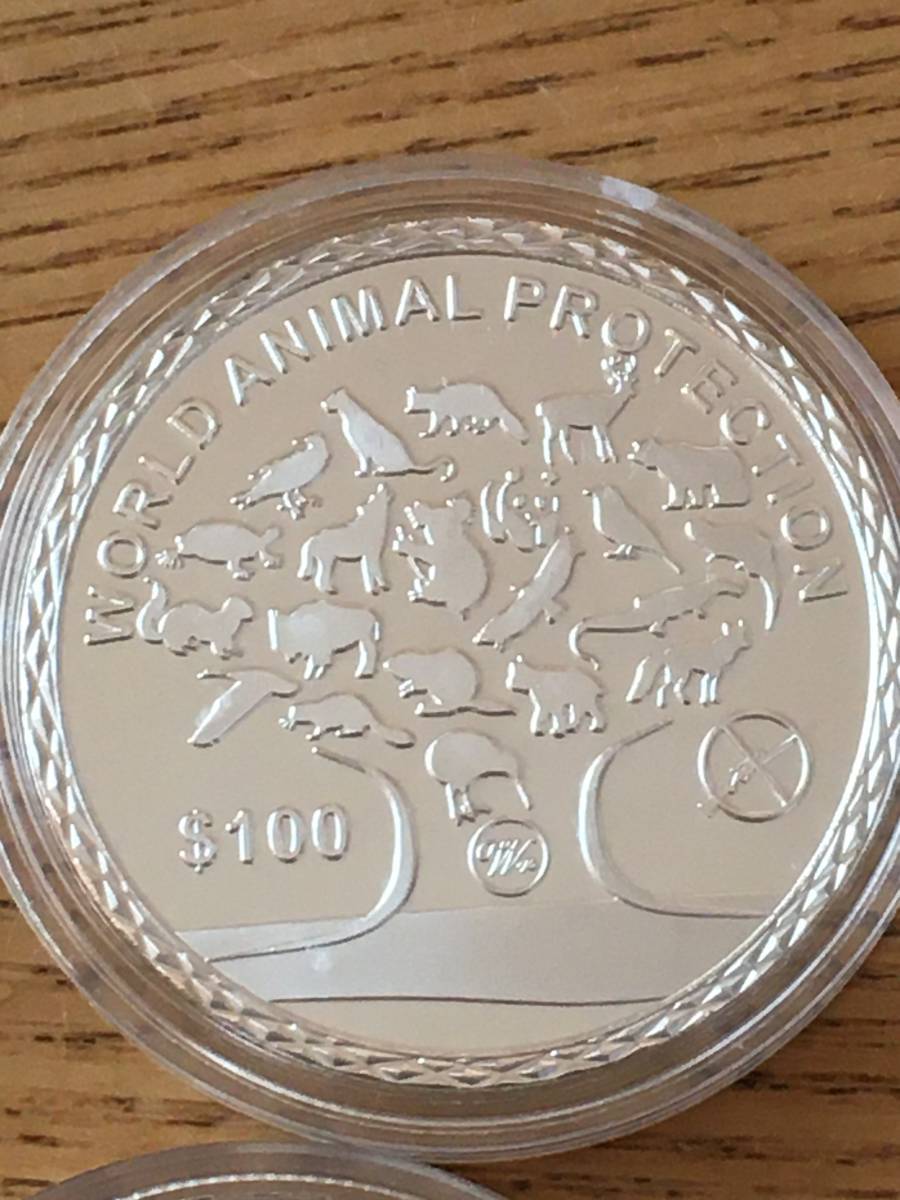 WORLD ANIMAL PROTECTION
$100